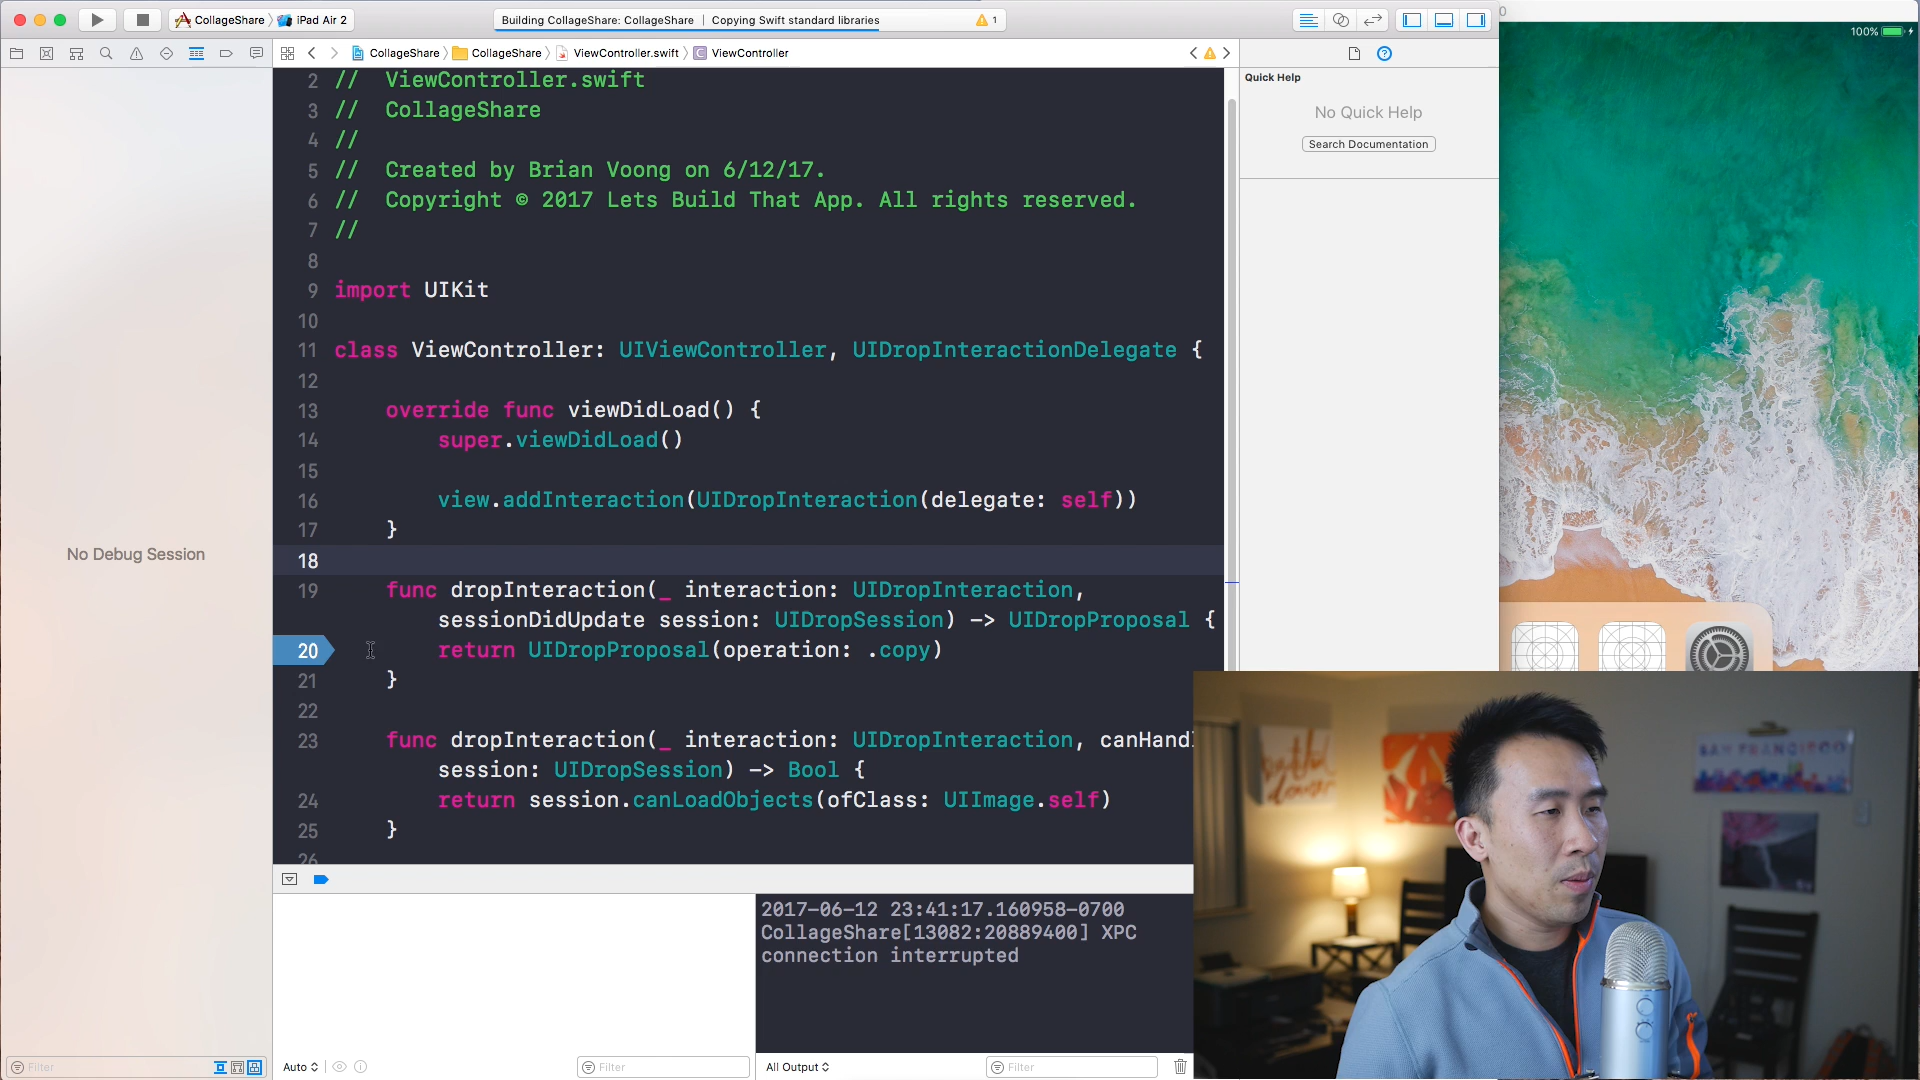 CollageShare
iPad Air 2
Building CollageShare: CollageShare | Copying Swift standard libraries
1
100%
CollageShare
CollageShare
ViewController.swift
ViewController
Quick Help
No Quick Help
Search Documentation
No Debug Session
2 // ViewController.swift
3 // CollageShare
4 //
5 // Created by Brian Voong on 6/12/17.
6 // Copyright © 2017 Lets Build That App. All rights reserved.
7 //
8
9 import UIKit
10
11 class ViewController: UIViewController, UIDropInteractionDelegate {
12
13 override func viewDidLoad() {
14 super.viewDidLoad()
15
16 view.addInteraction(UIDropInteraction(delegate: self))
17 }
18
19 func dropInteraction(_ interaction: UIDropInteraction,
sessionDidUpdate session: UIDropSession) -> UIDropProposal {
20 return UIDropProposal(operation: .copy)
21 }
22
23 func dropInteraction(_ interaction: UIDropInteraction, canHandl
session: UIDropSession) -> Bool {
24 return session.canLoadObjects(ofClass: UIImage.self)
25 }
26
2017-06-12 23:41:17.160958-0700
CollageShare[13082:20889400] XPC
connection interrupted
SAN FRANCISCO
Filter
Auto
Filter
All Output
Filter